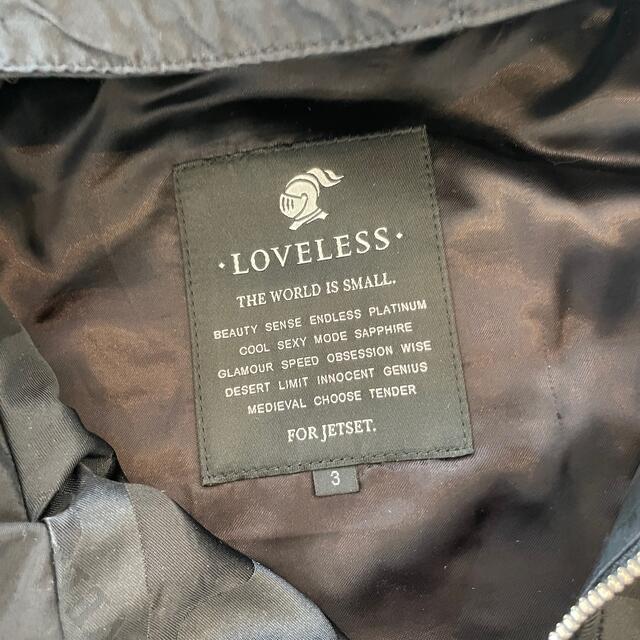 ·LOVELESS·
THE WORLD IS SMALL.
BEAUTY SENSE ENDLESS PLATINUM
COOL SEXY MODE SAPPHIRE
GLAMOUR SPEED OBSESSION WISE
DESERT LIMIT INNOCENT GENIUS
MEDIEVAL CHOOSE TENDER
FOR JETSET.
3